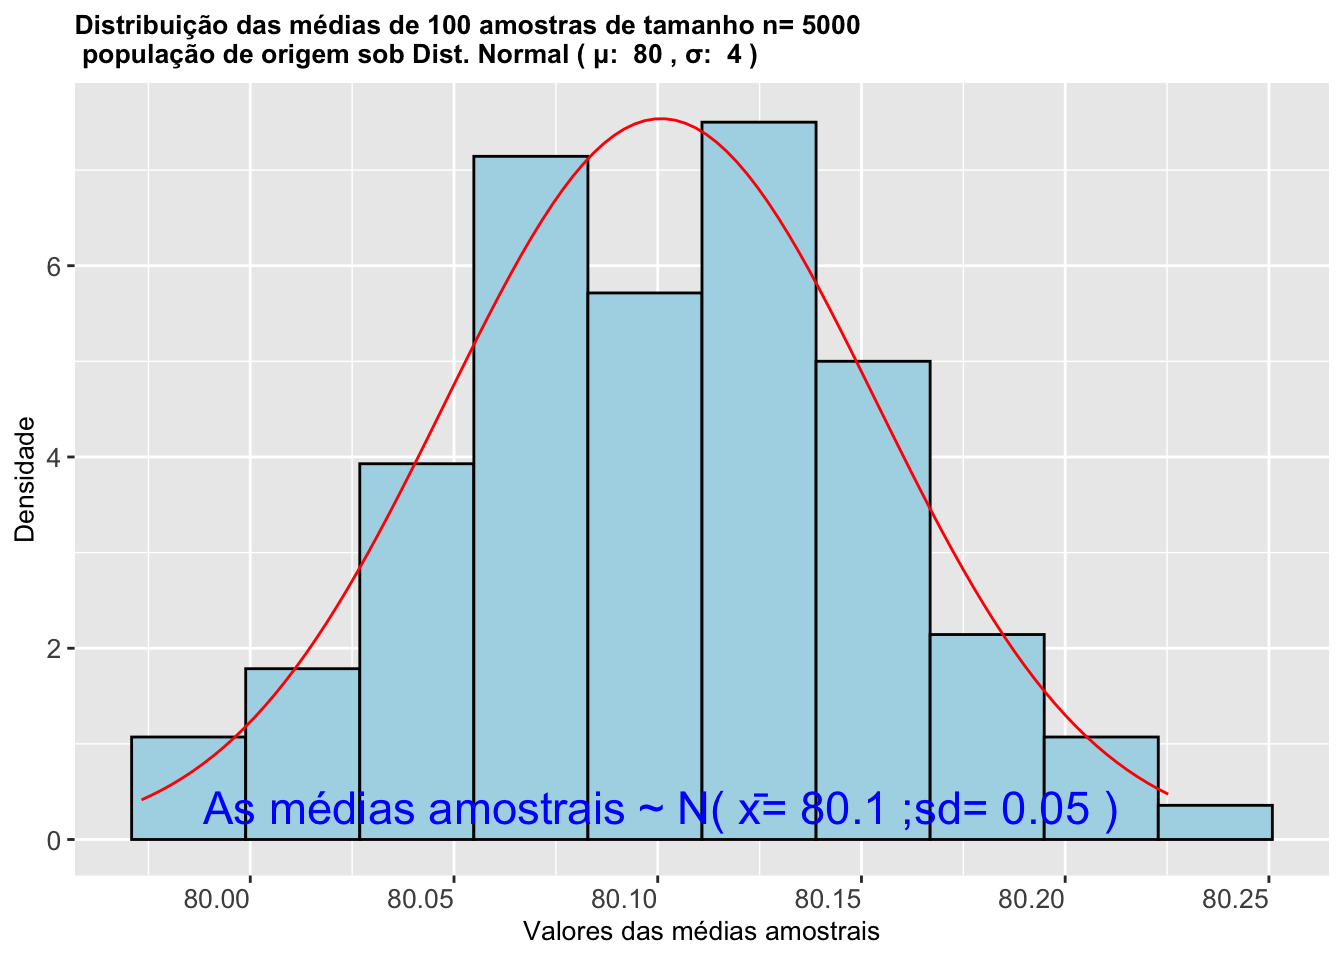 Distribuição das médias de 100 amostras de tamanho n= 5000
população de origem sob Dist. Normal ( μ:  80 , σ:  4 )
Densidade
6
4
2
0
As médias amostrais ~ N( x̄= 80.1 ;sd= 0.05 )
80.00 80.05 80.10 80.15 80.20 80.25
Valores das médias amostrais